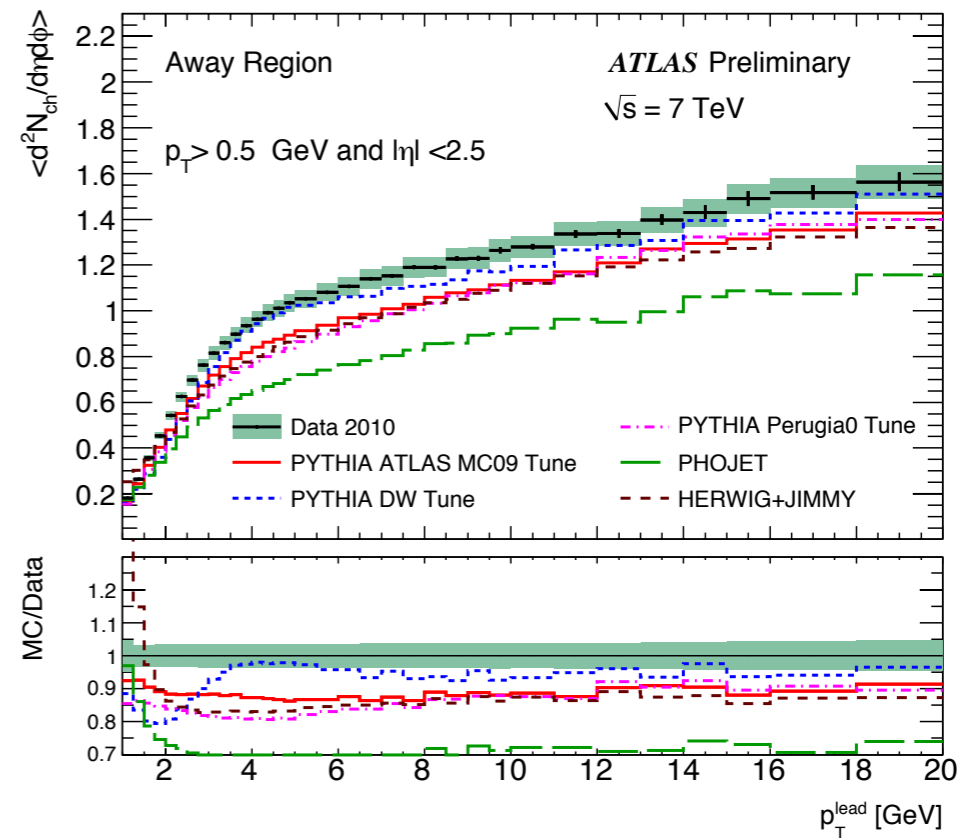 <d²N_ch/dηdϕ>
2.2
2
1.8
1.6
1.4
1.2
1
0.8
0.6
0.4
0.2
Away Region
ATLAS Preliminary
√s = 7 TeV
p_T> 0.5 GeV and |η| <2.5
Data 2010
PYTHIA ATLAS MC09 Tune
PYTHIA DW Tune
PYTHIA Perugia0 Tune
PHOJET
HERWIG+JIMMY
MC/Data
1.2
1.1
1
0.9
0.8
0.7
2 4 6 8 10 12 14 16 18 20
p_T^lead [GeV]